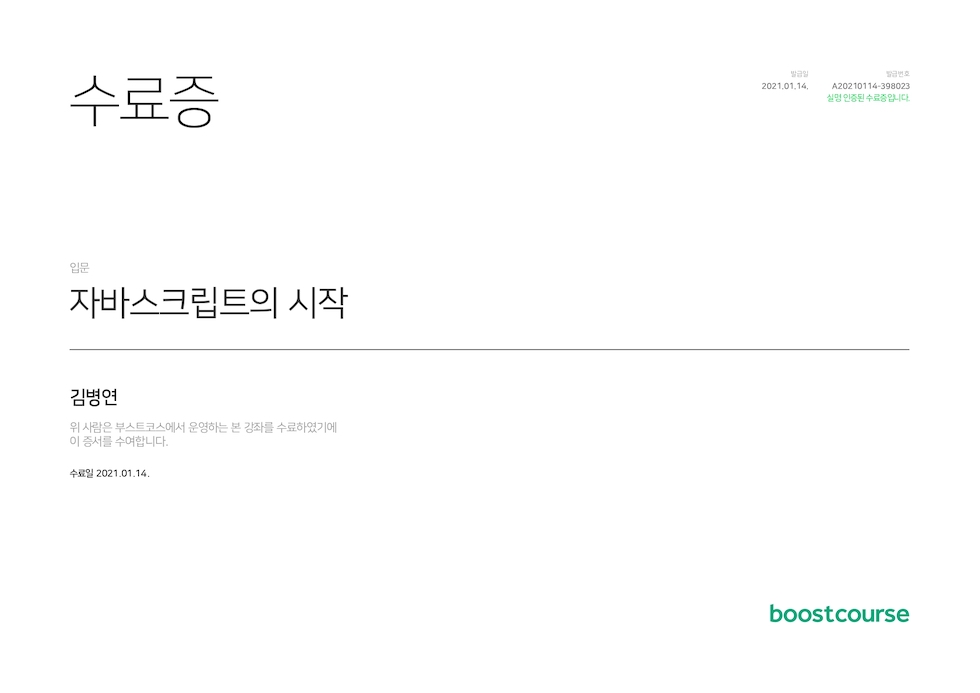 수료증
발급일
2021.01.14.
발급번호
A20210114-398023
실명 인증된 수료증입니다.
입문
자바스크립트의 시작
김병연
위 사람은 부스트코스에서 운영하는 본 강좌를 수료하였기에
이 증서를 수여합니다.
수료일 2021.01.14.
boostcourse